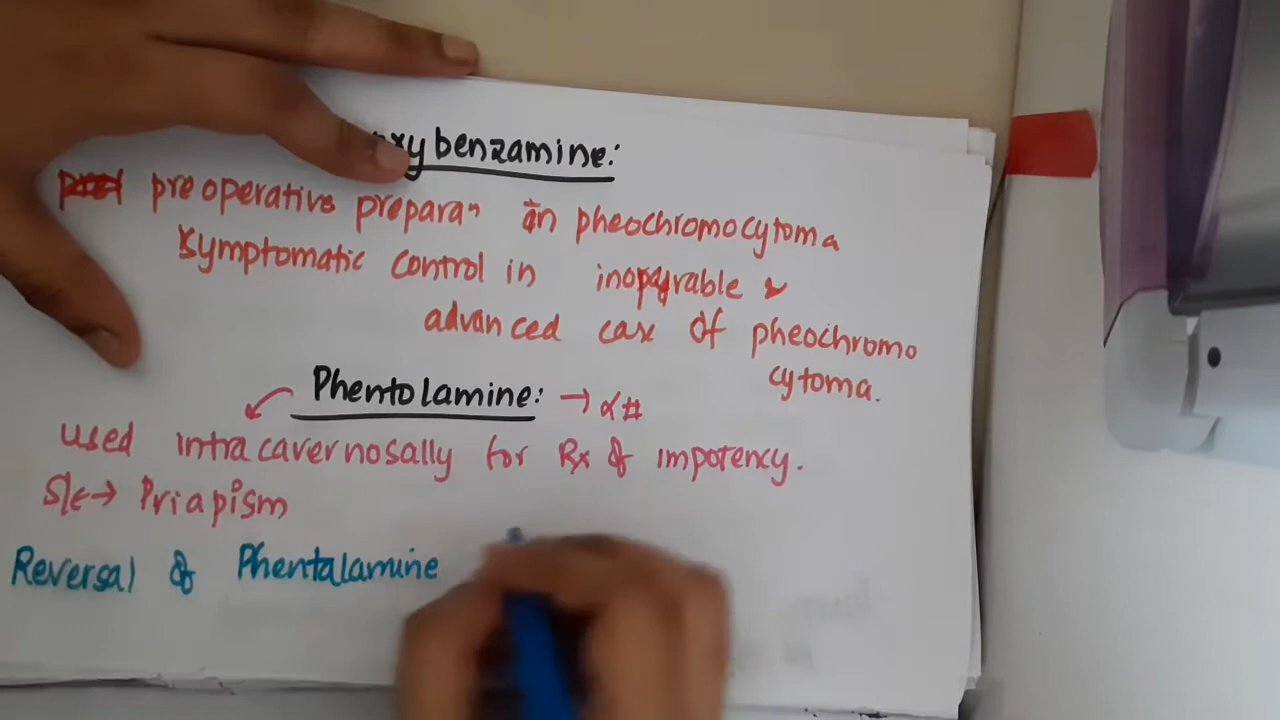 xybenzamine:
preoperative preparaⁿ in pheochromocytoma
symptomatic control in inoperable &
advanced case of pheochromo
cytoma.
Phentolamine: → α #
used intracavernosally for Rx of impotency.
S/E → Priapism
Reversal of Phentalamine